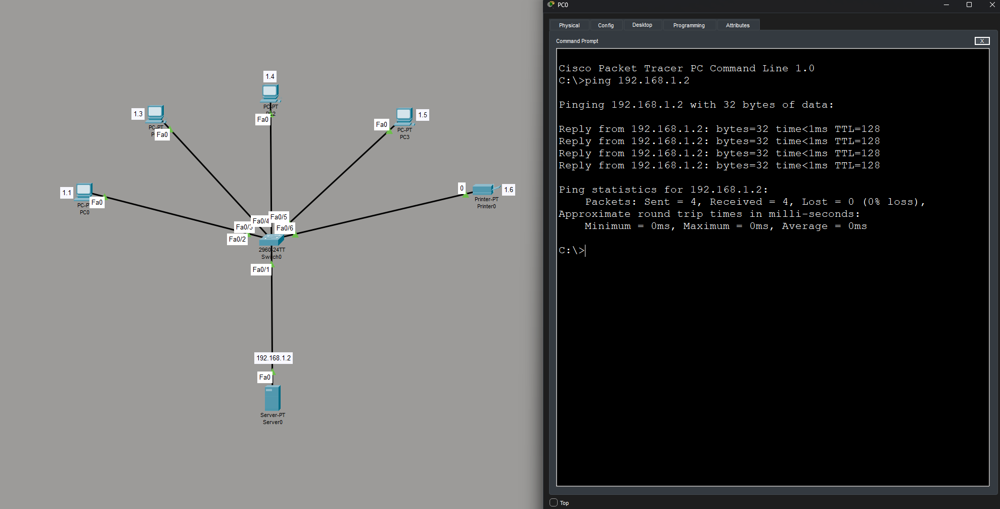 1.4
PC-PT
PC2
Fa0
1.3
PC-PT
Fa0
1.5
Fa0
PC-PT
PC3
1.1
Fa0
PC0
0
1.6
Printer-PT
Printer0
Fa0/5
Fa0/4
Fa0/3
Fa0/6
Fa0/2
2960-24TT
Switch0
Fa0/1
192.168.1.2
Fa0
Server-PT
Server0
PC0
Physical Config Desktop Programming Attributes
Command Prompt
X
Cisco Packet Tracer PC Command Line 1.0
C:\>ping 192.168.1.2
Pinging 192.168.1.2 with 32 bytes of data:
Reply from 192.168.1.2: bytes=32 time<1ms TTL=128
Reply from 192.168.1.2: bytes=32 time<1ms TTL=128
Reply from 192.168.1.2: bytes=32 time<1ms TTL=128
Reply from 192.168.1.2: bytes=32 time<1ms TTL=128
Ping statistics for 192.168.1.2:
Packets: Sent = 4, Received = 4, Lost = 0 (0% loss),
Approximate round trip times in milli-seconds:
Minimum = 0ms, Maximum = 0ms, Average = 0ms
C:\>
Top